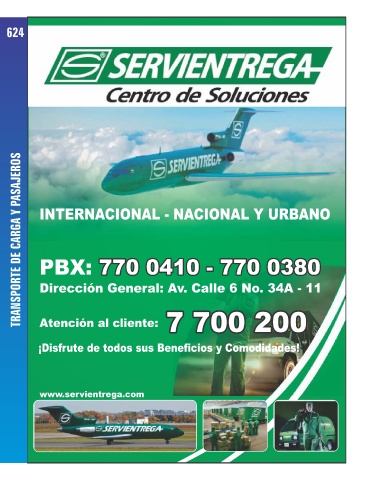 624
TRANSPORTE DE CARGA Y PASAJEROS
SERVIENTREGA
Centro de Soluciones
SERVIENTREGA
INTERNACIONAL - NACIONAL Y URBANO
PBX: 770 0410 - 770 0380
Dirección General: Av. Calle 6 No. 34A - 11
Atención al cliente: 7 700 200
¡Disfrute de todos sus Beneficios y Comodidades!
www.servientrega.com
SERVIENTREGA